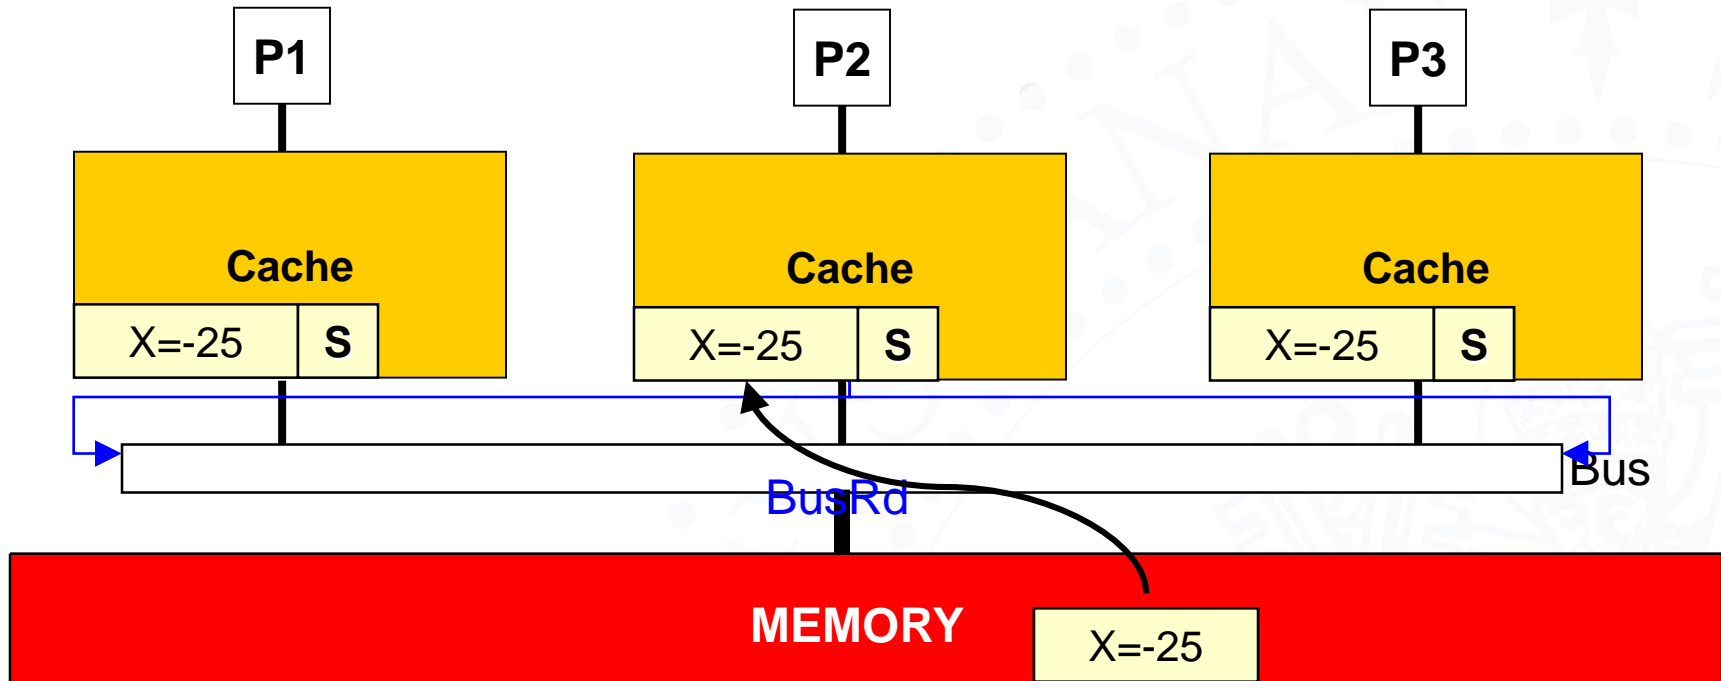 P1
P2
P3
Cache
Cache
Cache
X=-25 S
X=-25 S
X=-25 S
Bus
BusRd
MEMORY
X=-25